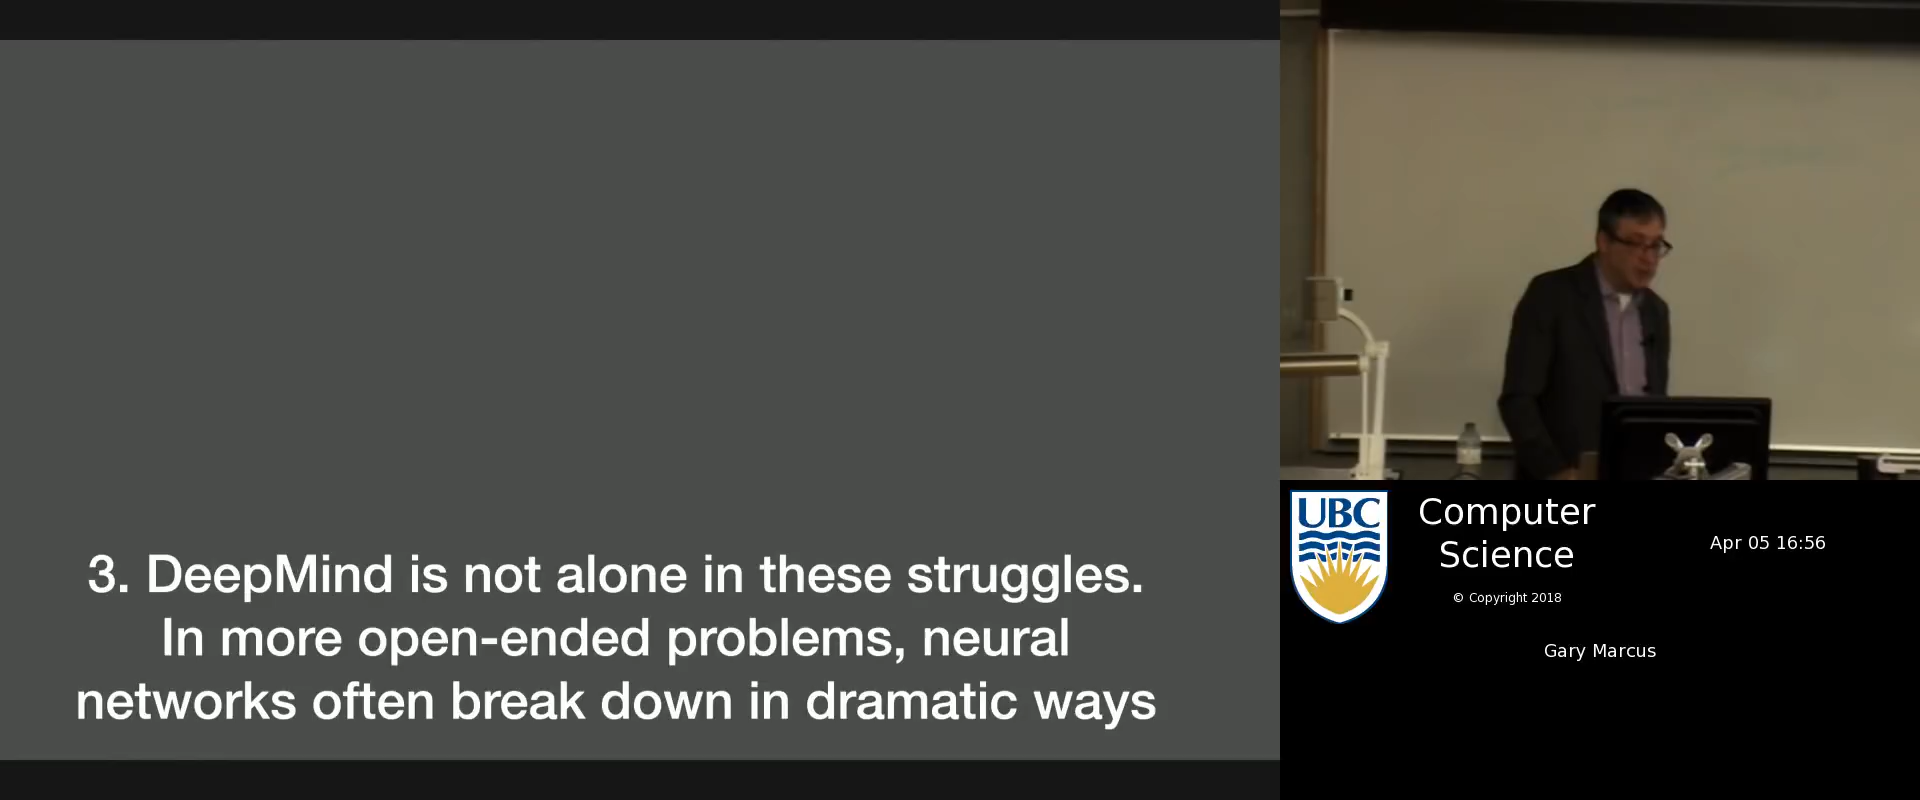 3. DeepMind is not alone in these struggles.
In more open-ended problems, neural
networks often break down in dramatic ways
UBC
Computer
Science
Apr 05 16:56
© Copyright 2018
Gary Marcus